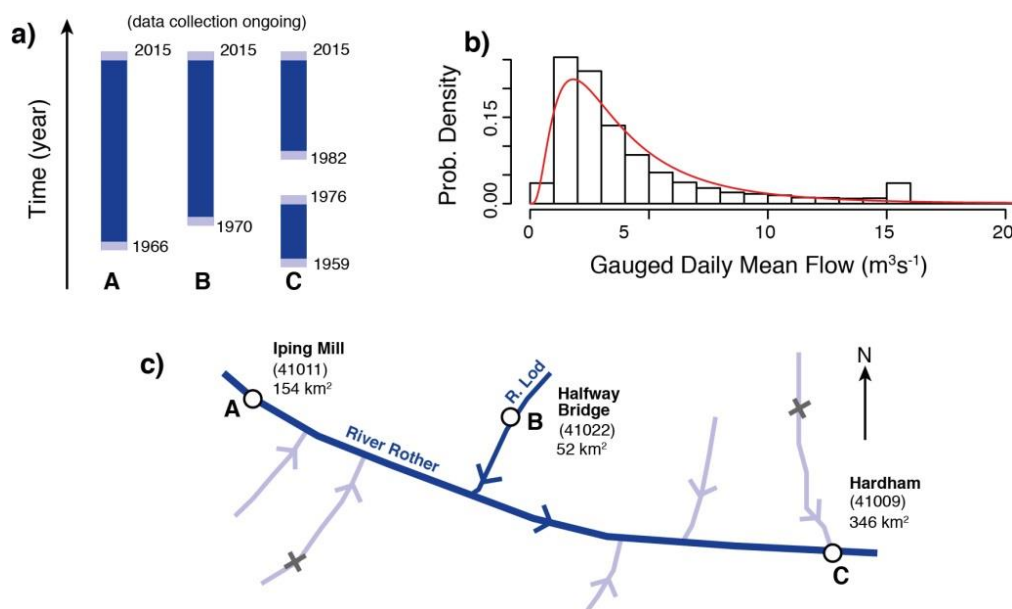 a)
(data collection ongoing)
Time (year)
2015
2015
2015
1982
1976
1970
1966
1959
A
B
C
b)
Prob. Density
0.15
0.00
0
5
10
15
20
Gauged Daily Mean Flow (m³s⁻¹)
c)
Iping Mill
(41011)
154 km²
A
River Rother
R. Lod
B
Halfway
Bridge
(41022)
52 km²
N
Hardham
(41009)
346 km²
C